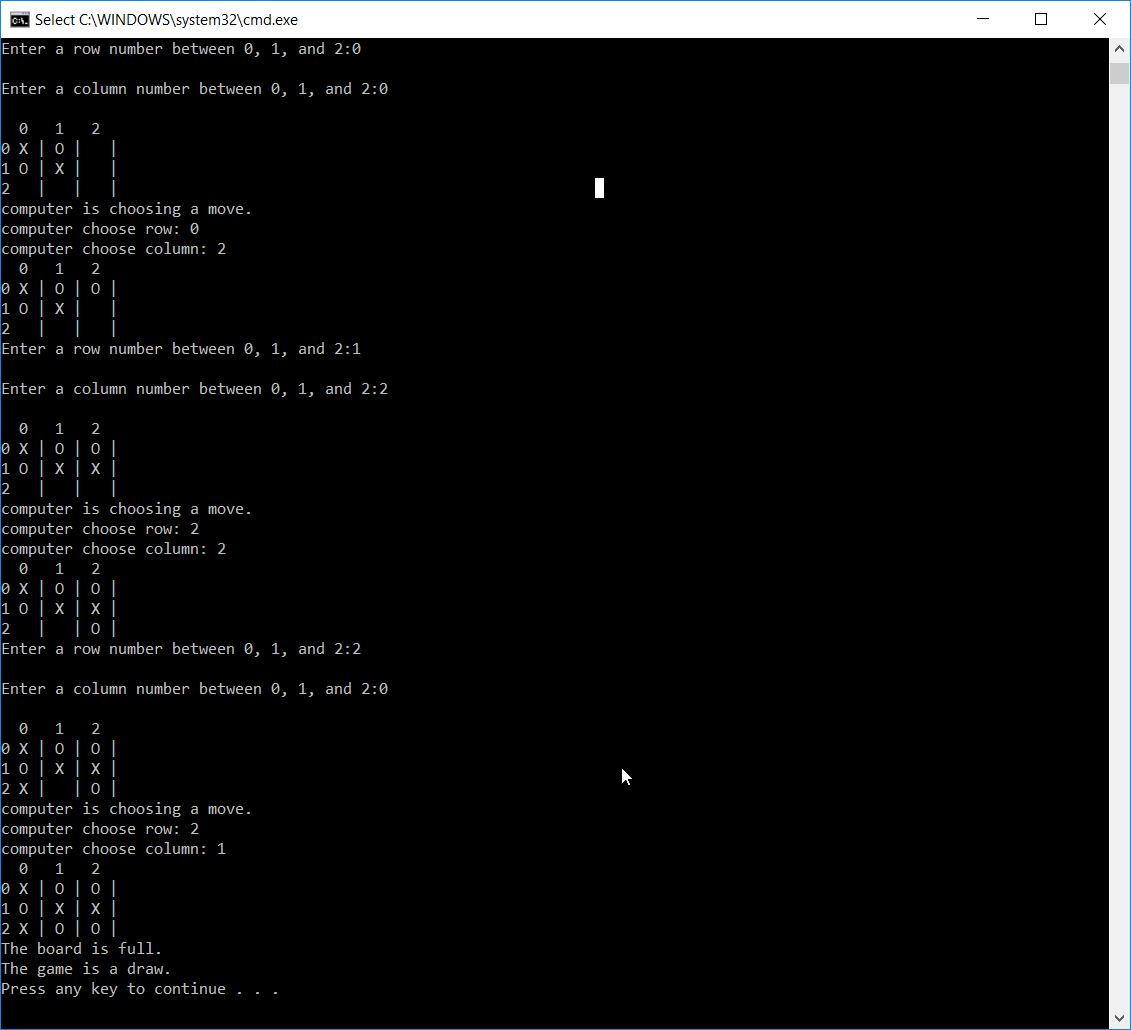 Select C:\WINDOWS\system32\cmd.exe
Enter a row number between 0, 1, and 2:0
Enter a column number between 0, 1, and 2:0
  0   1   2
0 X | O |   |
1 O | X |   |
2   |   |   |
computer is choosing a move.
computer choose row: 0
computer choose column: 2
  0   1   2
0 X | O | O |
1 O | X |   |
2   |   |   |
Enter a row number between 0, 1, and 2:1
Enter a column number between 0, 1, and 2:2
  0   1   2
0 X | O | O |
1 O | X | X |
2   |   |   |
computer is choosing a move.
computer choose row: 2
computer choose column: 2
  0   1   2
0 X | O | O |
1 O | X | X |
2   |   | O |
Enter a row number between 0, 1, and 2:2
Enter a column number between 0, 1, and 2:0
  0   1   2
0 X | O | O |
1 O | X | X |
2 X |   | O |
computer is choosing a move.
computer choose row: 2
computer choose column: 1
  0   1   2
0 X | O | O |
1 O | X | X |
2 X | O | O |
The board is full.
The game is a draw.
Press any key to continue . . .